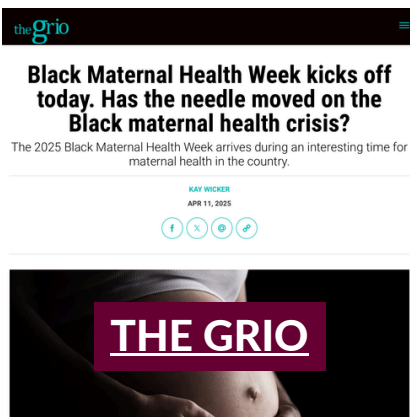 thegrio
Black Maternal Health Week kicks off
today. Has the needle moved on the
Black maternal health crisis?
The 2025 Black Maternal Health Week arrives during an interesting time for
maternal health in the country.
KAY WICKER
APR 11, 2025
THE GRIO